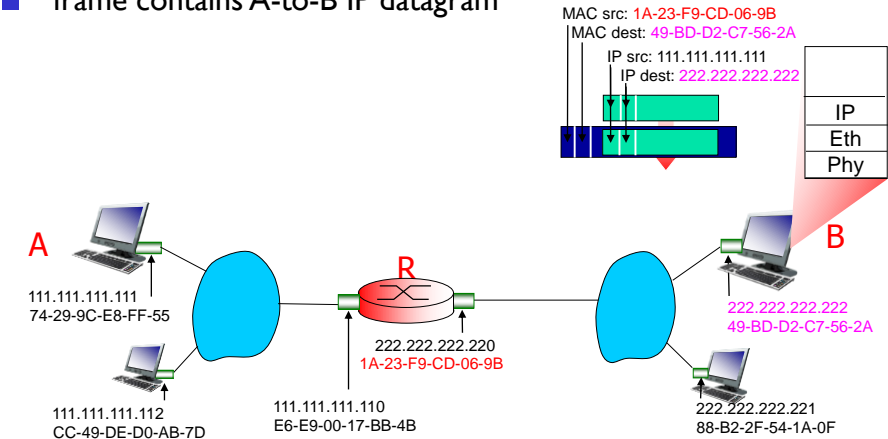 frame contains A-to-B IP datagram
MAC src: 1A-23-F9-CD-06-9B
MAC dest: 49-BD-D2-C7-56-2A
IP src: 111.111.111.111
IP dest: 222.222.222.222
IP
Eth
Phy
A
R
B
111.111.111.111
74-29-9C-E8-FF-55
222.222.222.220
1A-23-F9-CD-06-9B
222.222.222.222
49-BD-D2-C7-56-2A
111.111.111.112
CC-49-DE-D0-AB-7D
111.111.111.110
E6-E9-00-17-BB-4B
222.222.222.221
88-B2-2F-54-1A-0F